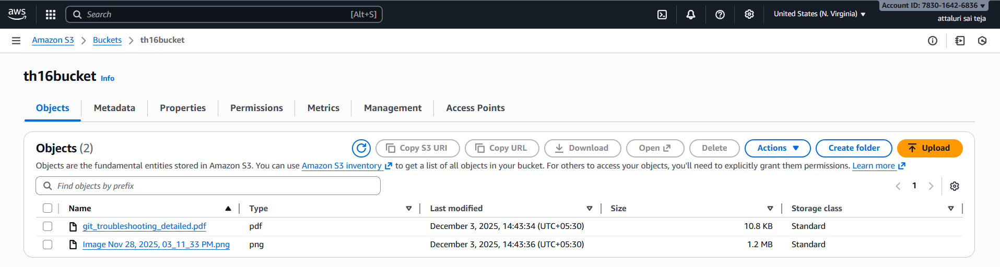 aws
Search [Alt+S]
United States (N. Virginia)
Account ID: 7830-1642-6836
attaluri sai teja
Amazon S3 > Buckets > th16bucket
th16bucket Info
Objects Metadata Properties Permissions Metrics Management Access Points
Objects (2) Copy S3 URI Copy URL Download Open Delete Actions Create folder Upload
Objects are the fundamental entities stored in Amazon S3. You can use Amazon S3 inventory to get a list of all objects in your bucket. For others to access your objects, you'll need to explicitly grant them permissions. Learn more
Find objects by prefix
1
Name Type Last modified Size Storage class
git_troubleshooting_detailed.pdf pdf December 3, 2025, 14:43:34 (UTC+05:30) 10.8 KB Standard
Image Nov 28, 2025, 03_11_33 PM.png png December 3, 2025, 14:43:36 (UTC+05:30) 1.2 MB Standard